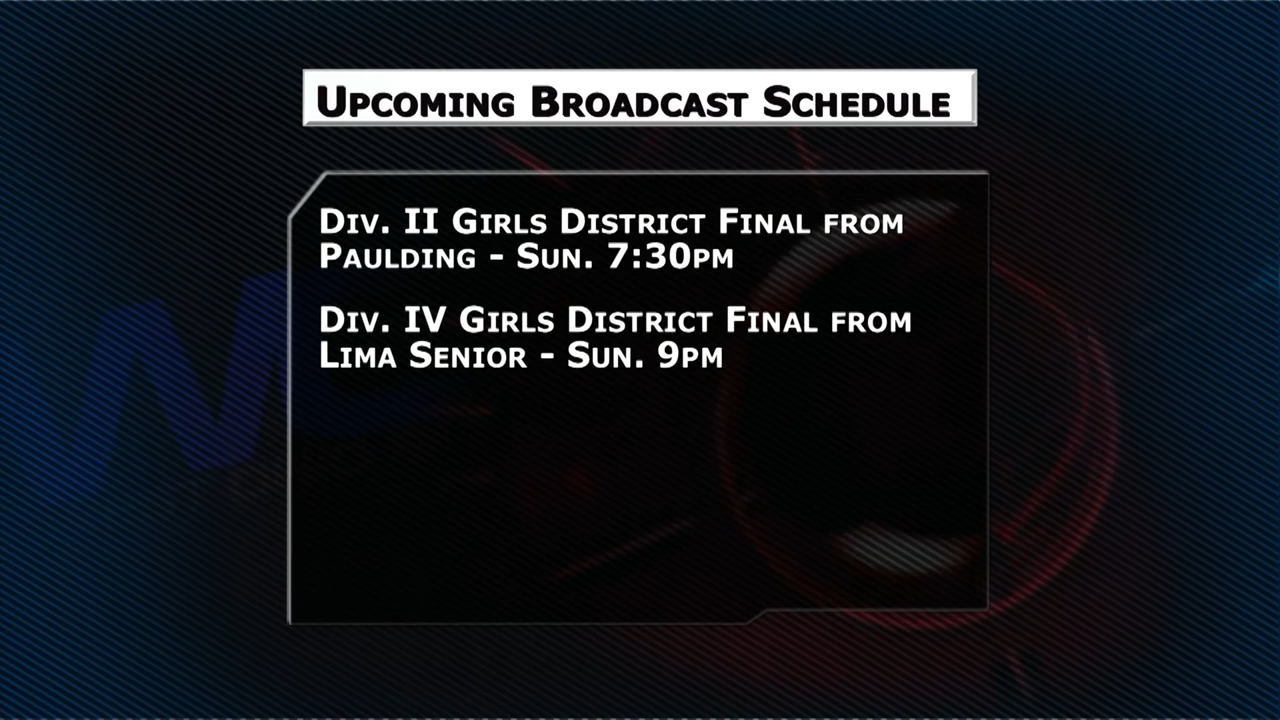 Upcoming Broadcast Schedule
Div. II Girls District Final from
Paulding - Sun. 7:30pm
Div. IV Girls District Final from
Lima Senior - Sun. 9pm